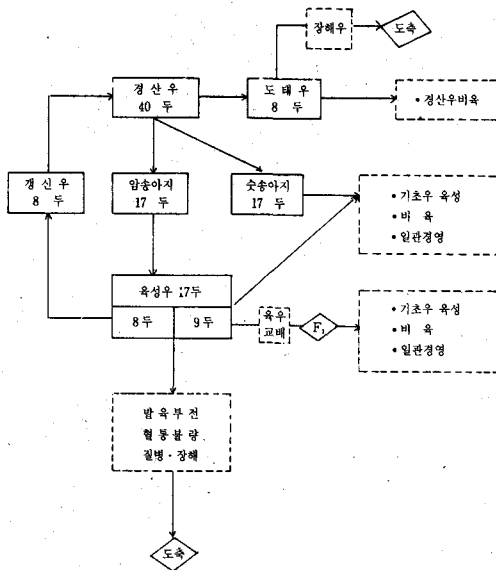 장해우
도축
경산우
40 두
도태우
8 두
• 경산우비육
갱신우
8 두
암송아지
17 두
숫송아지
17 두
• 기초우 육성
• 비 육
• 일관경영
육성우 17두
8두
9두
육우
교배
F₁
• 기초우 육성
• 비 육
• 일관경영
발육부전
혈통불량
질병·장해
도축